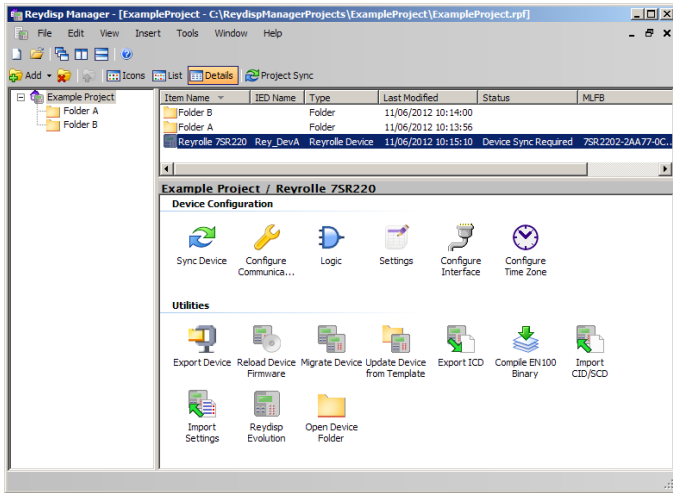 Reydisp Manager - [ExampleProject - C:\ReydispManagerProjects\ExampleProject\ExampleProject.rpf]
File Edit View Insert Tools Window Help
Add Icons List Details Project Sync
Example Project
Folder A
Folder B
Item Name IED Name Type Last Modified Status MLFB
Folder B Folder 11/06/2012 10:14:00
Folder A Folder 11/06/2012 10:13:56
Reyrolle 7SR220 Rey_DevA Reyrolle Device 11/06/2012 10:15:10 Device Sync Required 7SR2202-2AA77-0C...
Example Project / Reyrolle 7SR220
Device Configuration
Sync Device Configure Communica... Logic Settings Configure Interface Configure Time Zone
Utilities
Export Device Reload Device Firmware Migrate Device Update Device from Template Export ICD Compile EN100 Binary Import CID/SCD
Import Settings Reydisp Evolution Open Device Folder